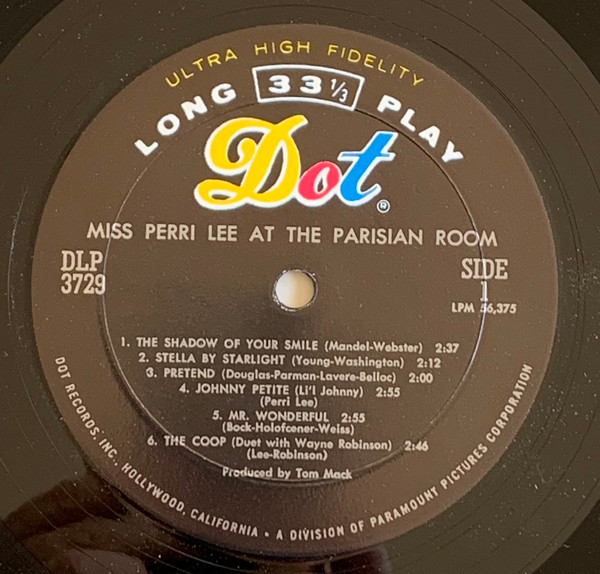 ULTRA HIGH FIDELITY
LONG 33 1/3 PLAY
Dot®
MISS PERRI LEE AT THE PARISIAN ROOM
DLP
3729
SIDE
1
LPM 56,375
1. THE SHADOW OF YOUR SMILE (Mandel-Webster) 2:37
2. STELLA BY STARLIGHT (Young-Washington) 2:12
3. PRETEND (Douglas-Parman-Lavere-Belloc) 2:00
4. JOHNNY PETITE (Li'l Johnny) 2:55
(Perri Lee)
5. MR. WONDERFUL 2:55
(Bock-Holofcener-Weiss)
6. THE COOP (Duet with Wayne Robinson) 2:46
(Lee-Robinson)
Produced by Tom Mack
DOT RECORDS, INC., HOLLYWOOD, CALIFORNIA • A DIVISION OF PARAMOUNT PICTURES CORPORATION